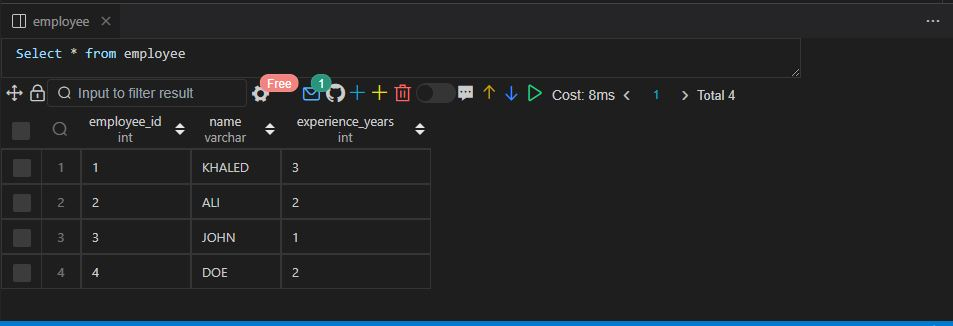 employee
Select * from employee
Free
1
Input to filter result
Cost: 8ms
1
Total 4
employee_id name experience_years
int varchar int
1 1 KHALED 3
2 2 ALI 2
3 3 JOHN 1
4 4 DOE 2